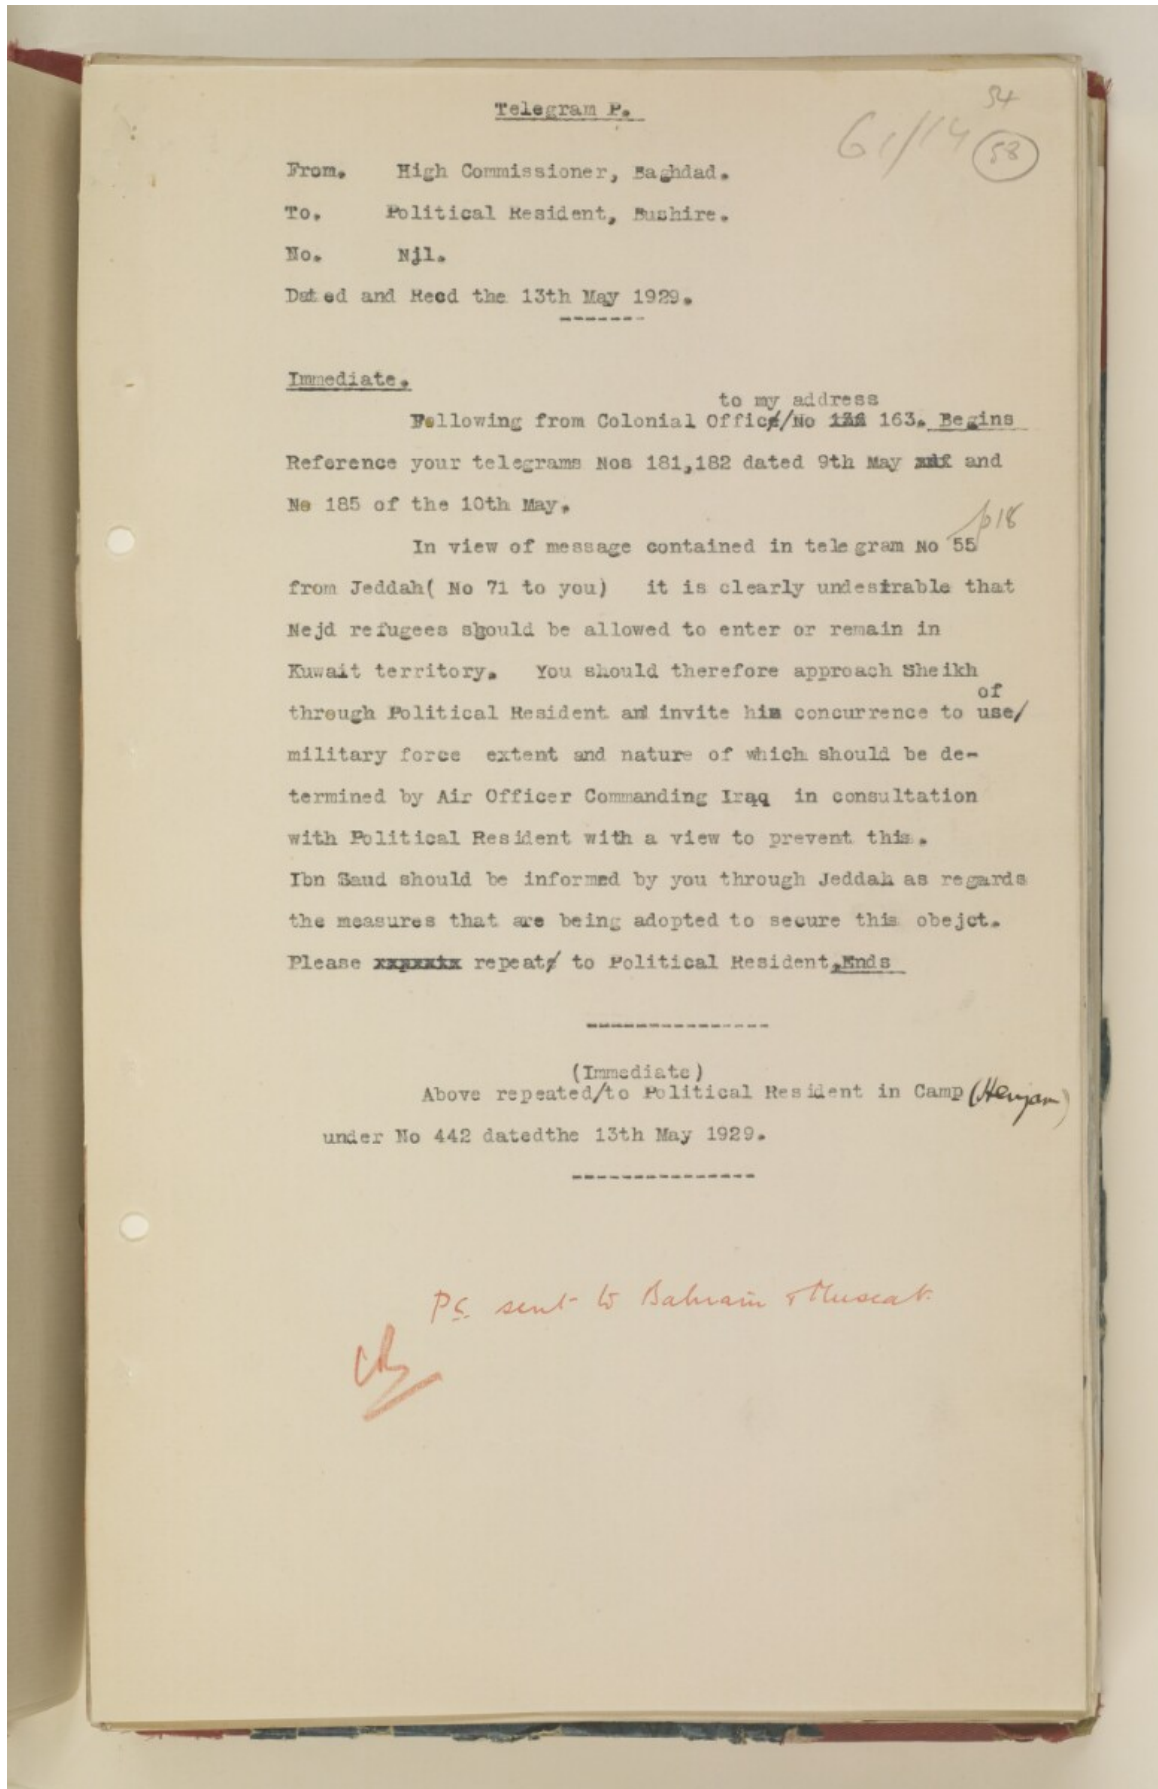 54
61/14
58
Telegram P.
From. High Commissioner, Baghdad.
To. Political Resident, Bushire.
No. Nil.
Dated and Recd the 13th May 1929.
-------
Immediate.
to my address
Following from Colonial Office/No 163. Begins
Reference your telegrams Nos 181,182 dated 9th May and
No 185 of the 10th May.
p18
In view of message contained in telegram No 55
from Jeddah( No 71 to you) it is clearly undesirable that
Nejd refugees should be allowed to enter or remain in
Kuwait territory. You should therefore approach Sheikh
of
through Political Resident and invite him concurrence to use/
military force extent and nature of which should be de-
termined by Air Officer Commanding Iraq in consultation
with Political Resident with a view to prevent this.
Ibn Saud should be informed by you through Jeddah as regards
the measures that are being adopted to secure this obejct.
Please repeat to Political Resident.Ends
---------------
(Immediate)
Above repeated/to Political Resident in Camp (Henjam)
under No 442 datedthe 13th May 1929.
---------------
P.C. sent to Bahrain & Muscat.